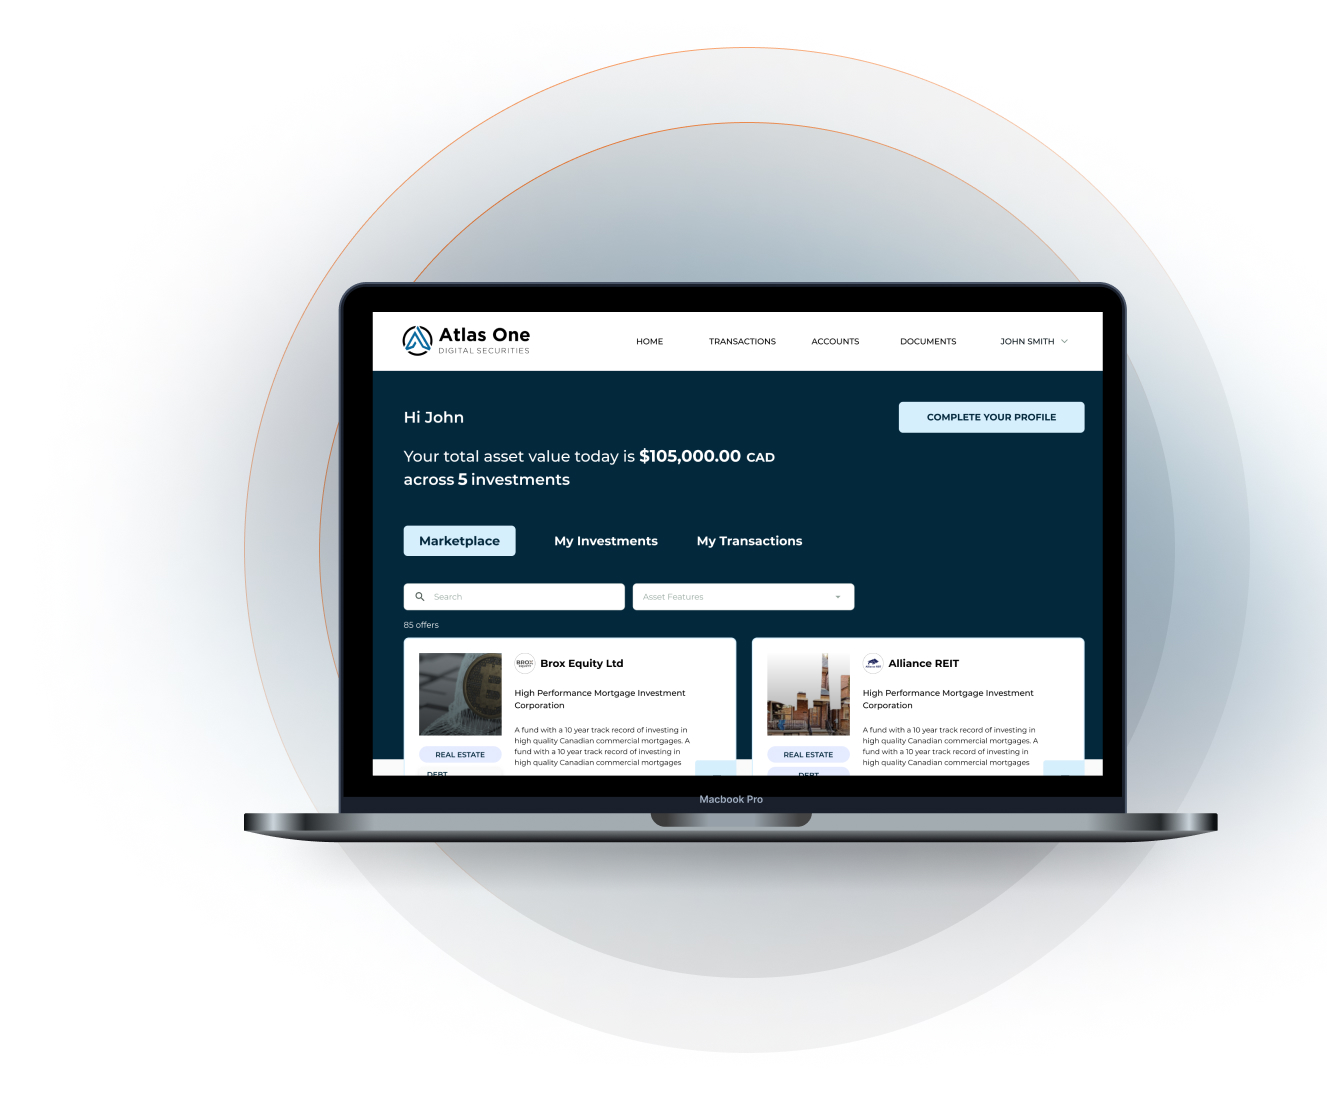 Atlas One
DIGITAL SECURITIES
HOME
TRANSACTIONS
ACCOUNTS
DOCUMENTS
JOHN SMITH
Hi John
COMPLETE YOUR PROFILE
Your total asset value today is $105,000.00 CAD
across 5 investments
Marketplace
My Investments
My Transactions
Search
Asset Features
85 offers
BROX
Brox Equity Ltd
High Performance Mortgage Investment
Corporation
A fund with a 10 year track record of investing in
high quality Canadian commercial mortgages. A
fund with a 10 year track record of investing in
high quality Canadian commercial mortgages
REAL ESTATE
DEBT
Alliance REIT
High Performance Mortgage Investment
Corporation
A fund with a 10 year track record of investing in
high quality Canadian commercial mortgages. A
fund with a 10 year track record of investing in
high quality Canadian commercial mortgages
REAL ESTATE
DEBT
Macbook Pro